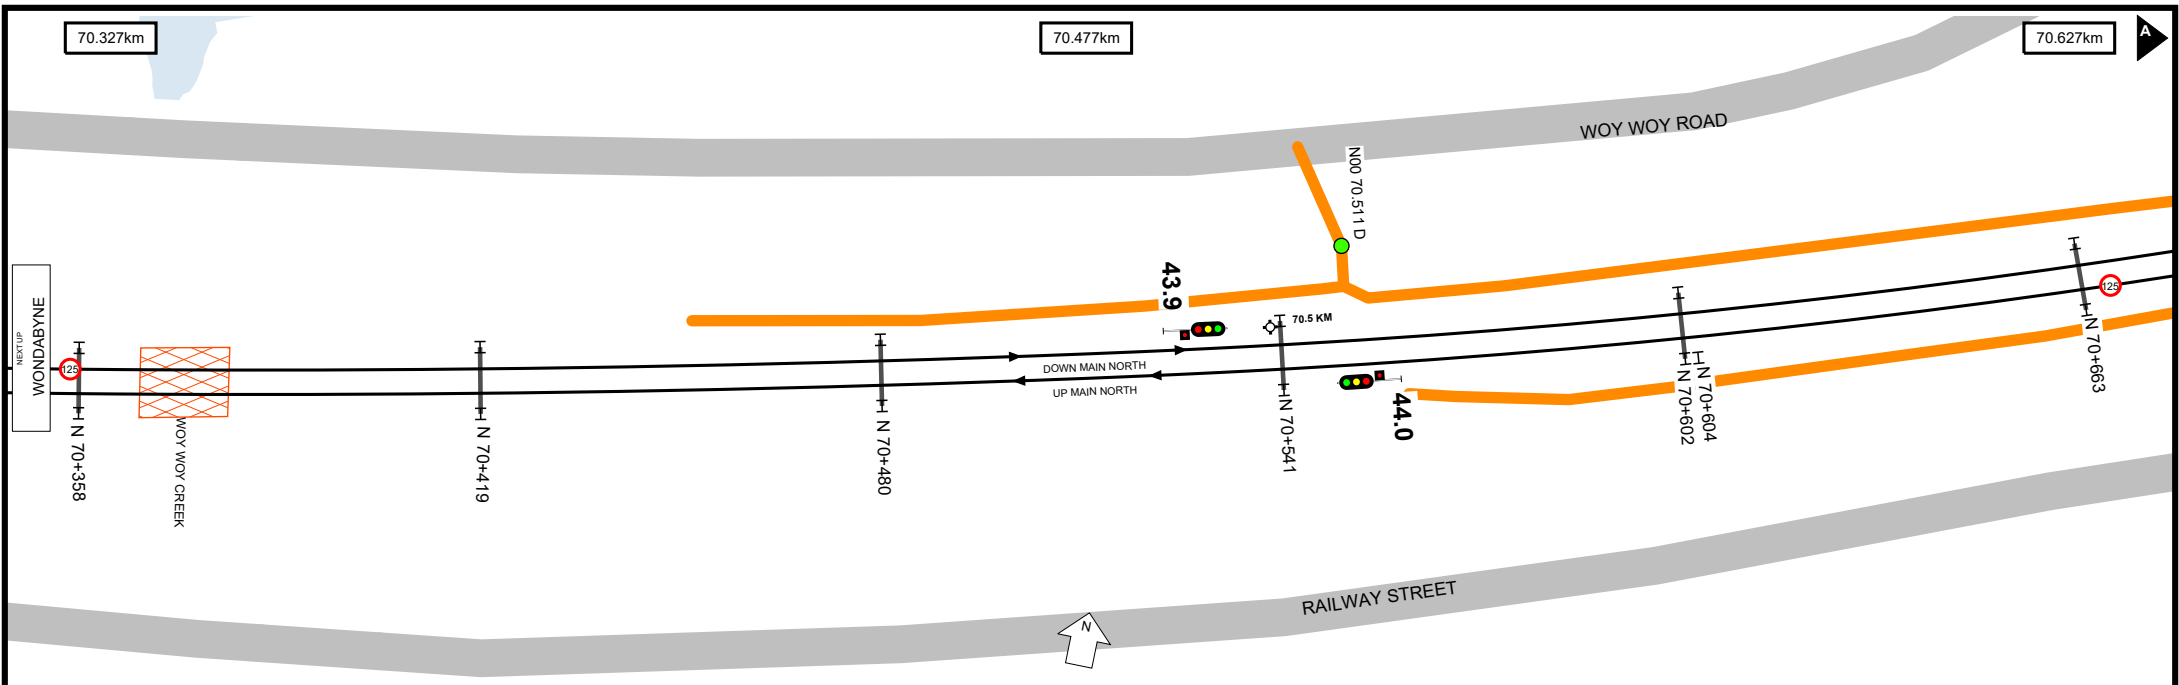 70.327km
70.477km
70.627km
A
WOY WOY ROAD
N00 70.511 D
43.9
70.5 KM
NEXT UP
WONDABYNE
125
125
DOWN MAIN NORTH
UP MAIN NORTH
44.0
N 70+358
WOY WOY CREEK
N 70+419
N 70+480
N 70+541
N 70+602
N 70+604
N 70+663
RAILWAY STREET
N